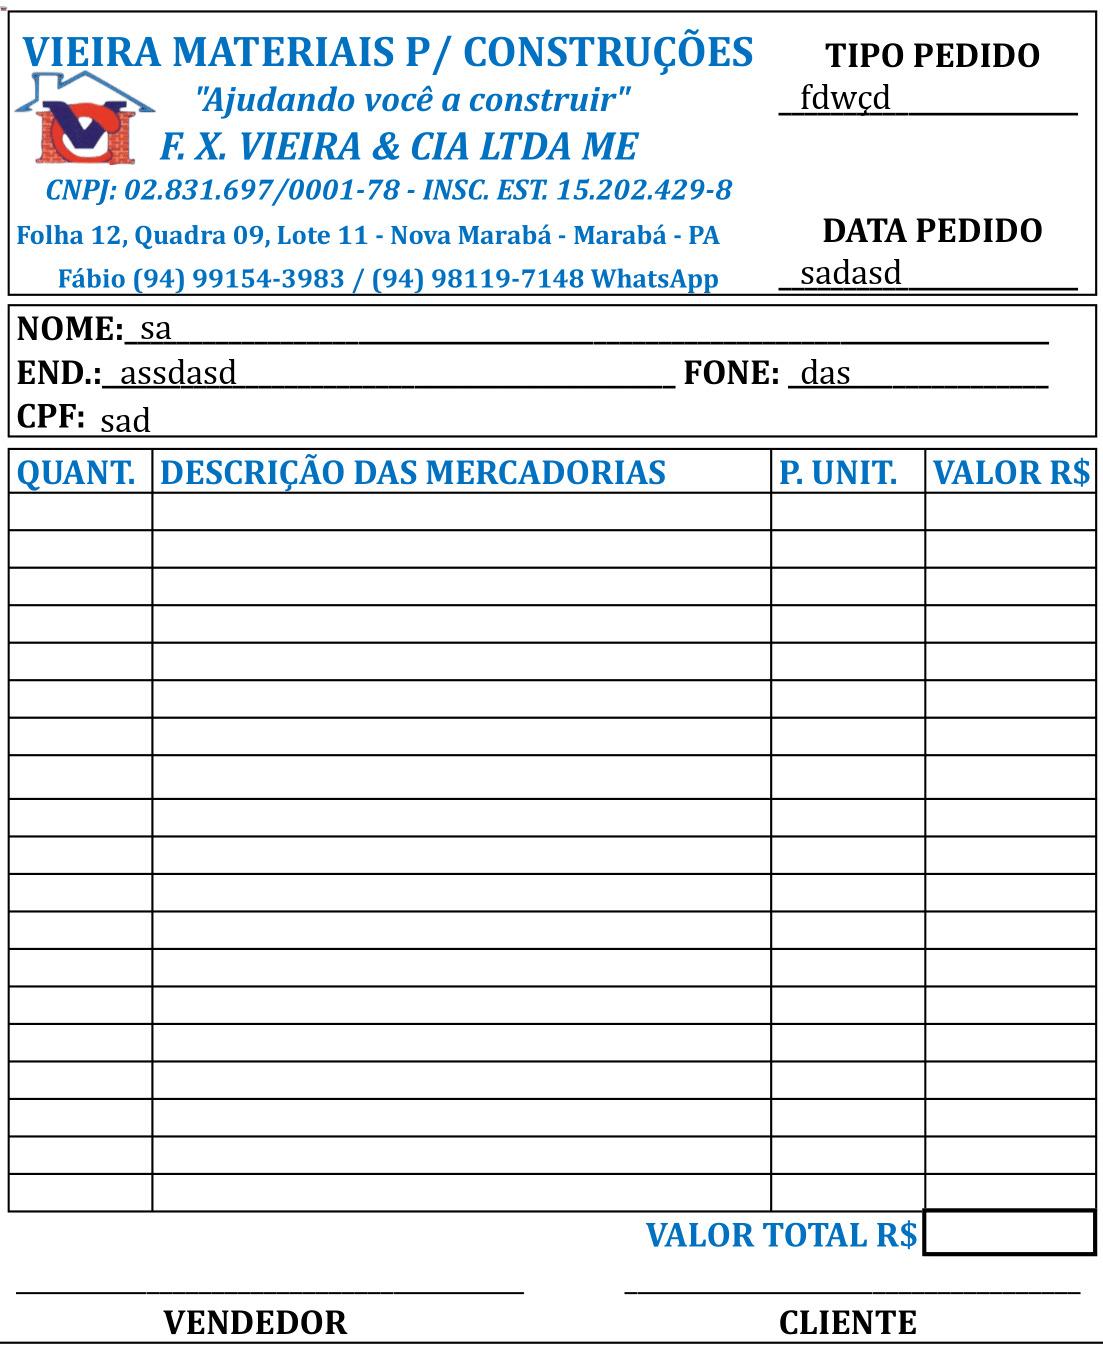 VIEIRA MATERIAIS P/ CONSTRUÇÕES
"Ajudando você a construir"
F. X. VIEIRA & CIA LTDA ME
CNPJ: 02.831.697/0001-78 - INSC. EST. 15.202.429-8
Folha 12, Quadra 09, Lote 11 - Nova Marabá - Marabá - PA
Fábio (94) 99154-3983 / (94) 98119-7148 WhatsApp
TIPO PEDIDO
fdwçd
DATA PEDIDO
sadasd
NOME: sa
END.: assdasd FONE: das
CPF: sad
QUANT. DESCRIÇÃO DAS MERCADORIAS P. UNIT. VALOR R$
VALOR TOTAL R$
VENDEDOR CLIENTE